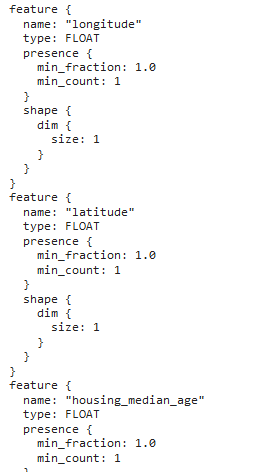 feature {
  name: "longitude"
  type: FLOAT
  presence {
    min_fraction: 1.0
    min_count: 1
  }
  shape {
    dim {
      size: 1
    }
  }
}
feature {
  name: "latitude"
  type: FLOAT
  presence {
    min_fraction: 1.0
    min_count: 1
  }
  shape {
    dim {
      size: 1
    }
  }
}
feature {
  name: "housing_median_age"
  type: FLOAT
  presence {
    min_fraction: 1.0
    min_count: 1
  }